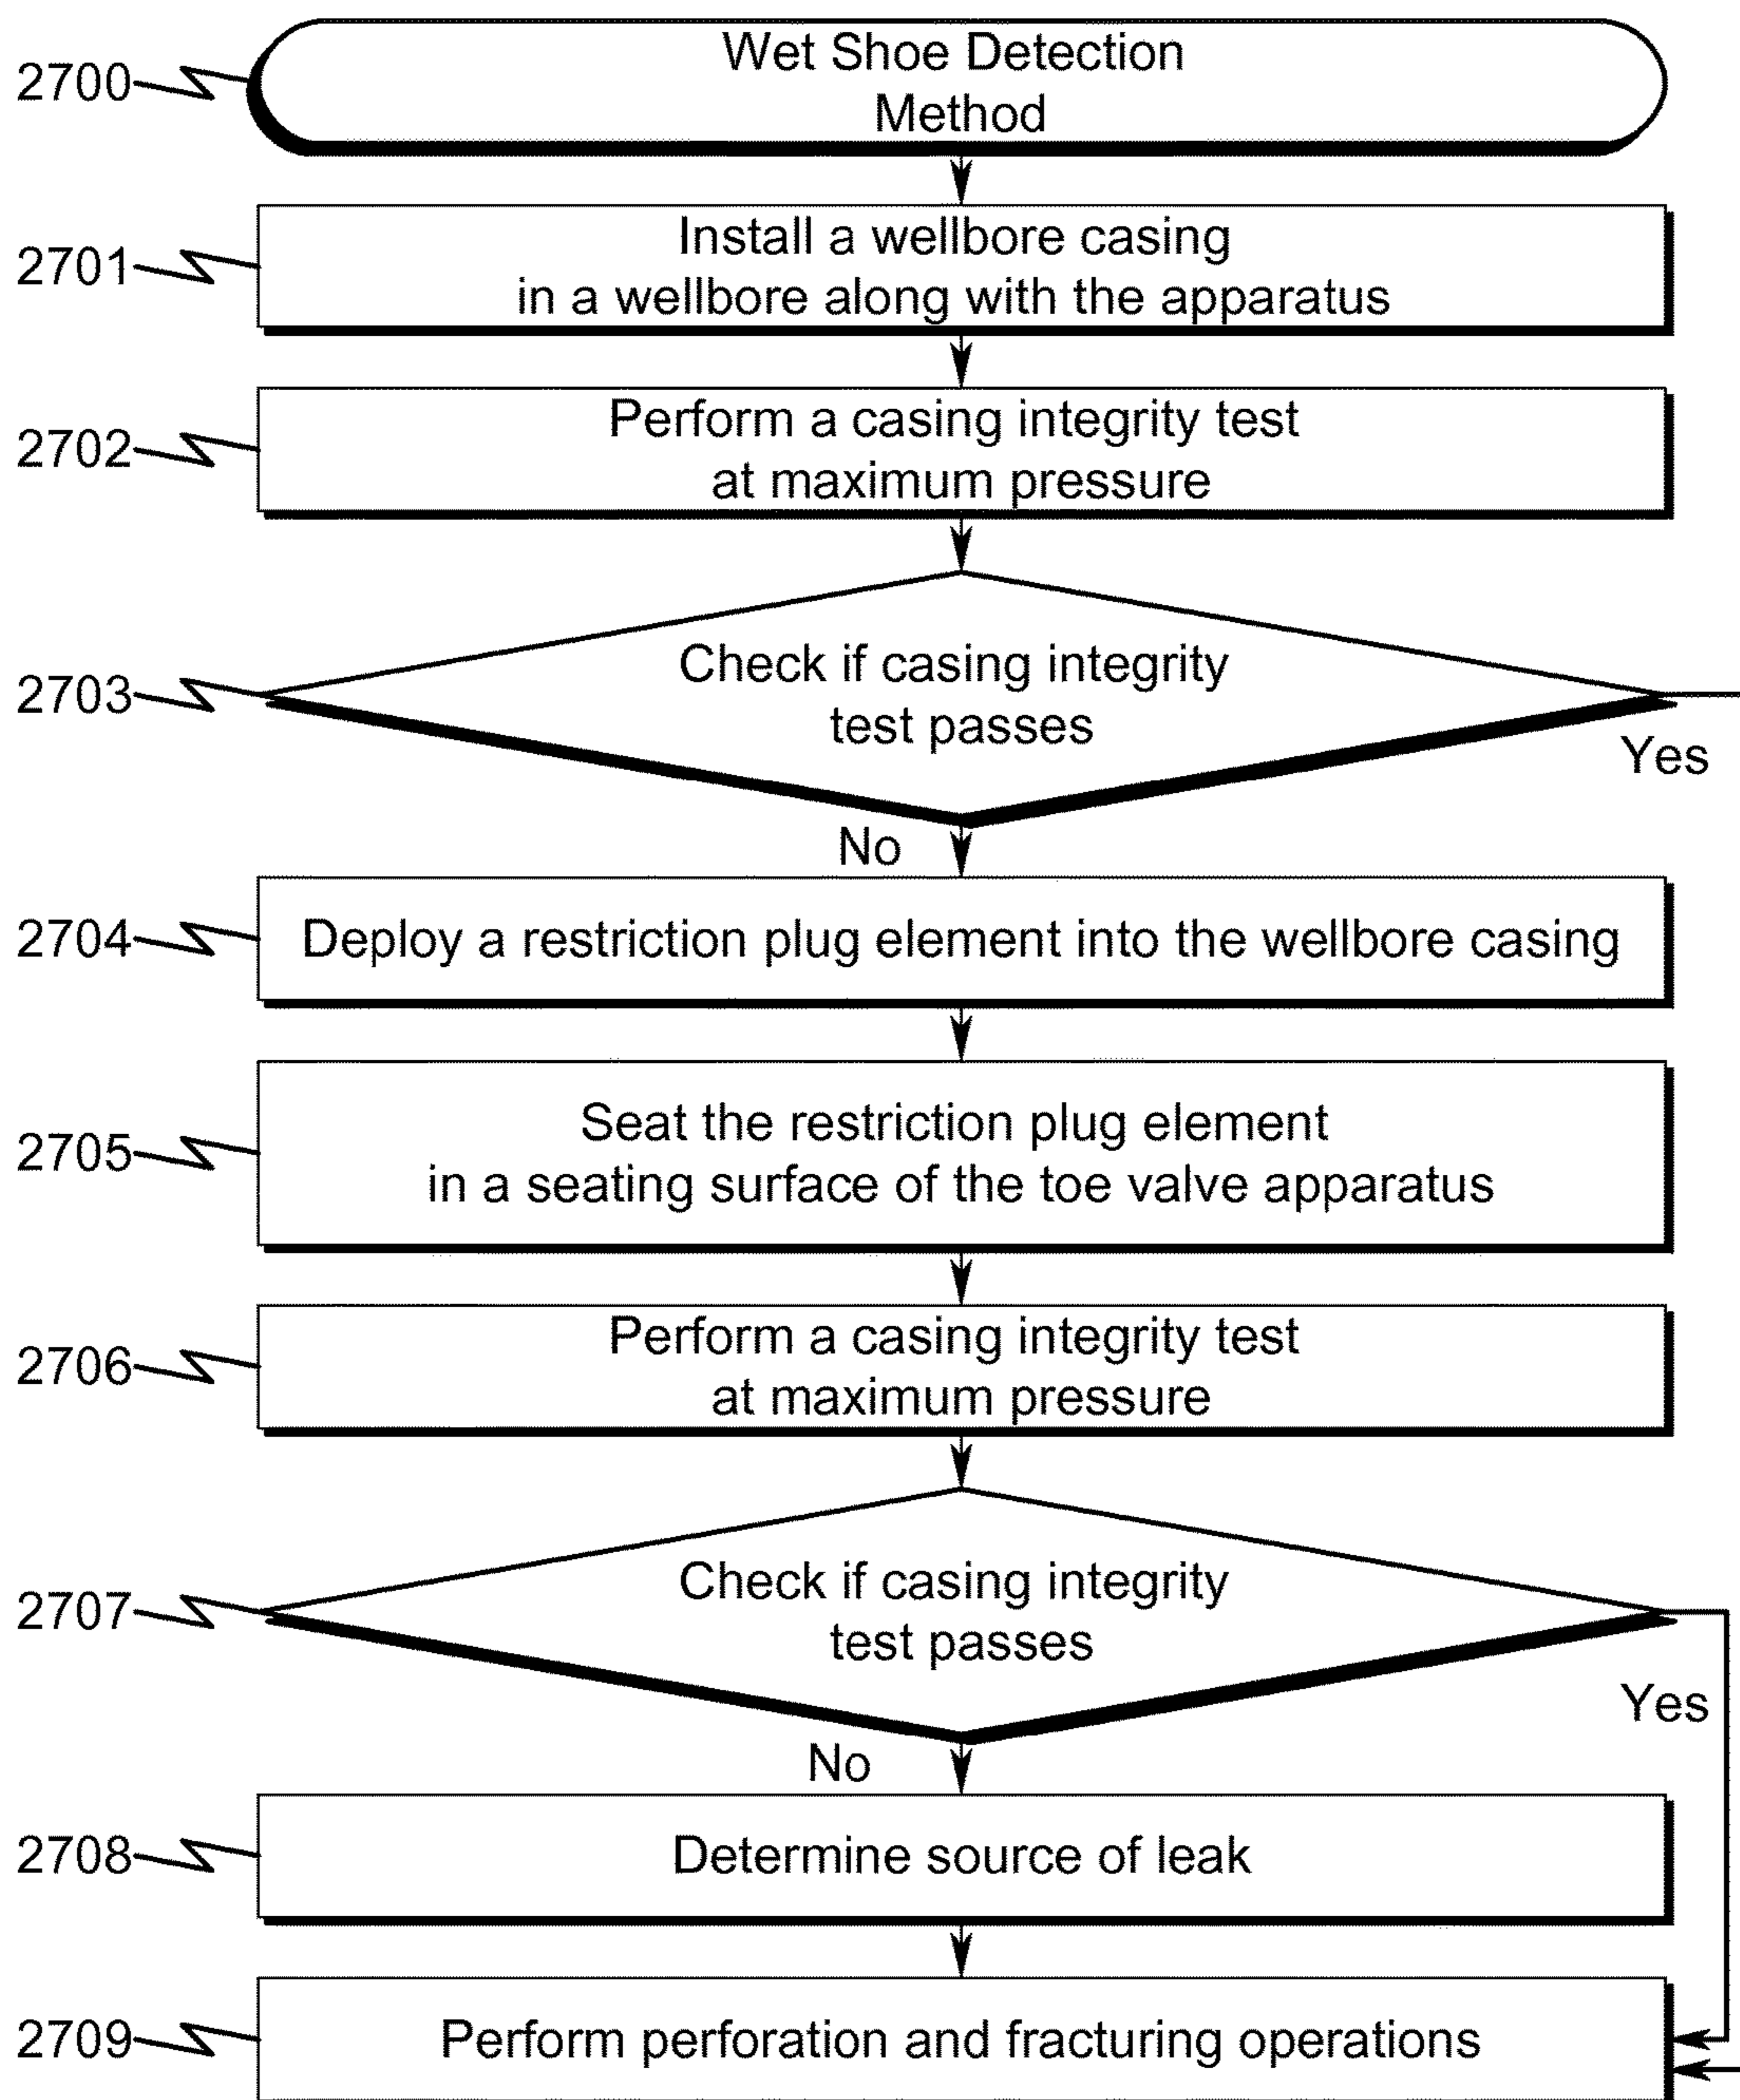 Wet Shoe Detection
Method
2700
Install a wellbore casing
in a wellbore along with the apparatus
2701
Perform a casing integrity test
at maximum pressure
2702
Check if casing integrity
test passes
2703
Yes
No
Deploy a restriction plug element into the wellbore casing
2704
Seat the restriction plug element
in a seating surface of the toe valve apparatus
2705
Perform a casing integrity test
at maximum pressure
2706
Check if casing integrity
test passes
2707
Yes
No
Determine source of leak
2708
Perform perforation and fracturing operations
2709